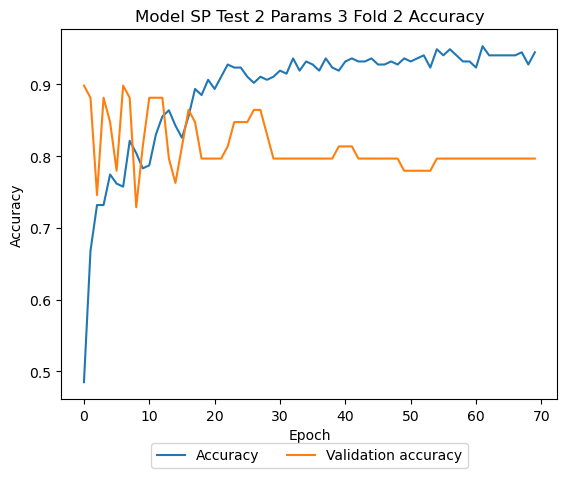 Model SP Test 2 Params 3 Fold 2 Accuracy
Accuracy
0.9
0.8
0.7
0.6
0.5
0 10 20 30 40 50 60 70
Epoch
Accuracy Validation accuracy